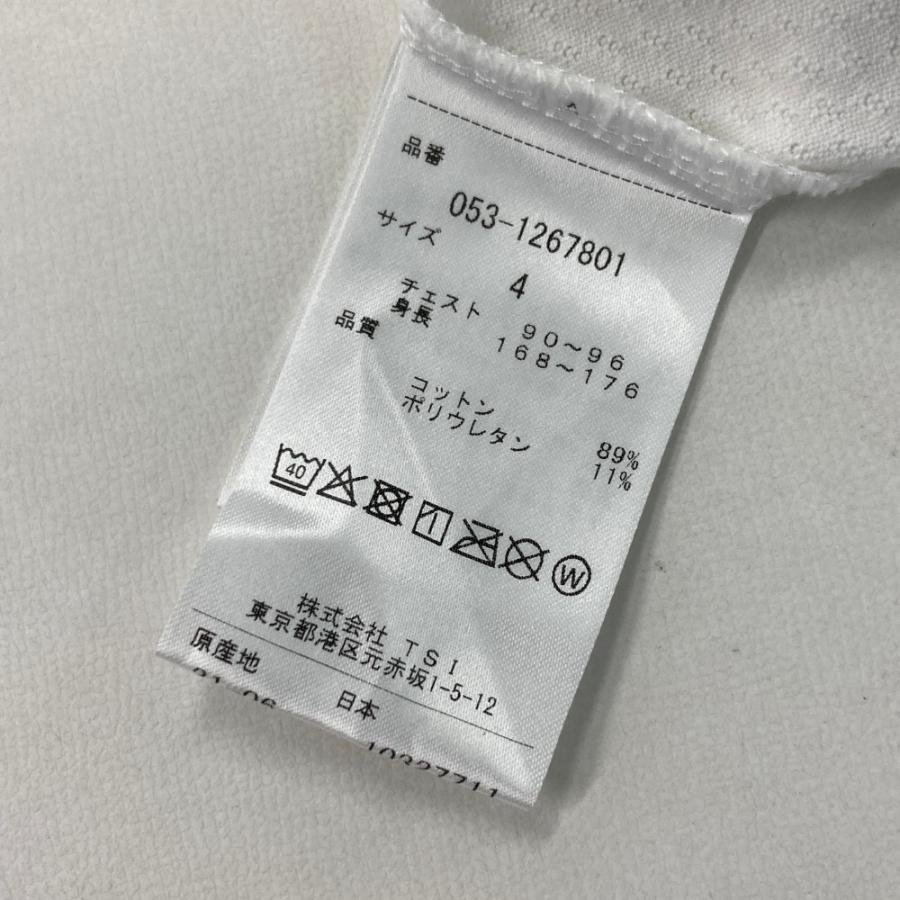 品番
053-1267801
サイズ
4
チェスト 90～96
身長 168～176
品質
コットン 89%
ポリウレタン 11%
40
W
株式会社 TSI
東京都港区元赤坂1-5-12
原産地
日本